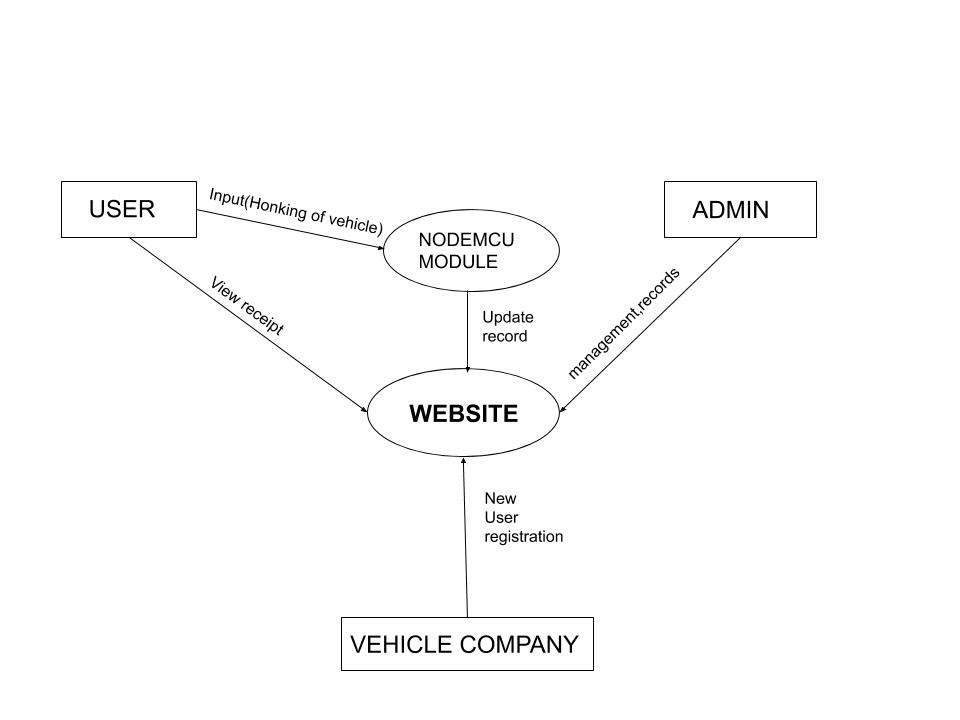 USER
Input(Honking of vehicle)
NODEMCU
MODULE
ADMIN
View receipt
Update
record
management,records
WEBSITE
New
User
registration
VEHICLE COMPANY